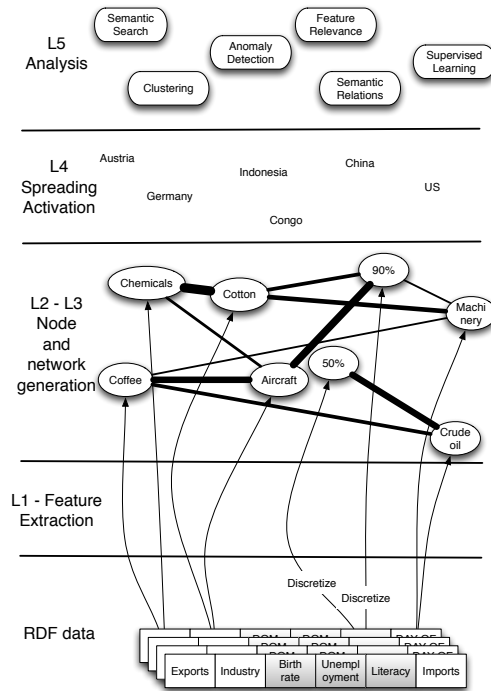 L5
Analysis
Semantic
Search
Feature
Relevance
Anomaly
Detection
Supervised
Learning
Clustering
Semantic
Relations
L4
Spreading
Activation
Austria
Germany
Indonesia
China
US
Congo
L2 - L3
Node
and
network
generation
Chemicals
Cotton
90%
Machi
nery
Coffee
Aircraft
50%
Crude
oil
L1 - Feature
Extraction
RDF data
Discretize
Discretize
Exports
Industry
Birth
rate
Unempl
oyment
Literacy
Imports